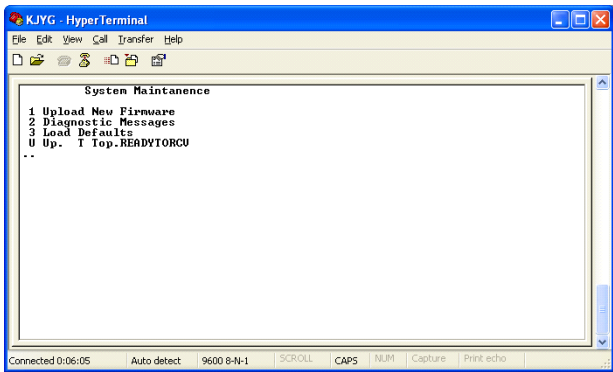 KJYG - HyperTerminal
File Edit View Call Transfer Help
System Maintanence
1 Upload New Firmware
2 Diagnostic Messages
3 Load Defaults
U Up. T Top.READYTORCV
--
Connected 0:06:05 Auto detect 9600 8-N-1 SCROLL CAPS NUM Capture Print echo